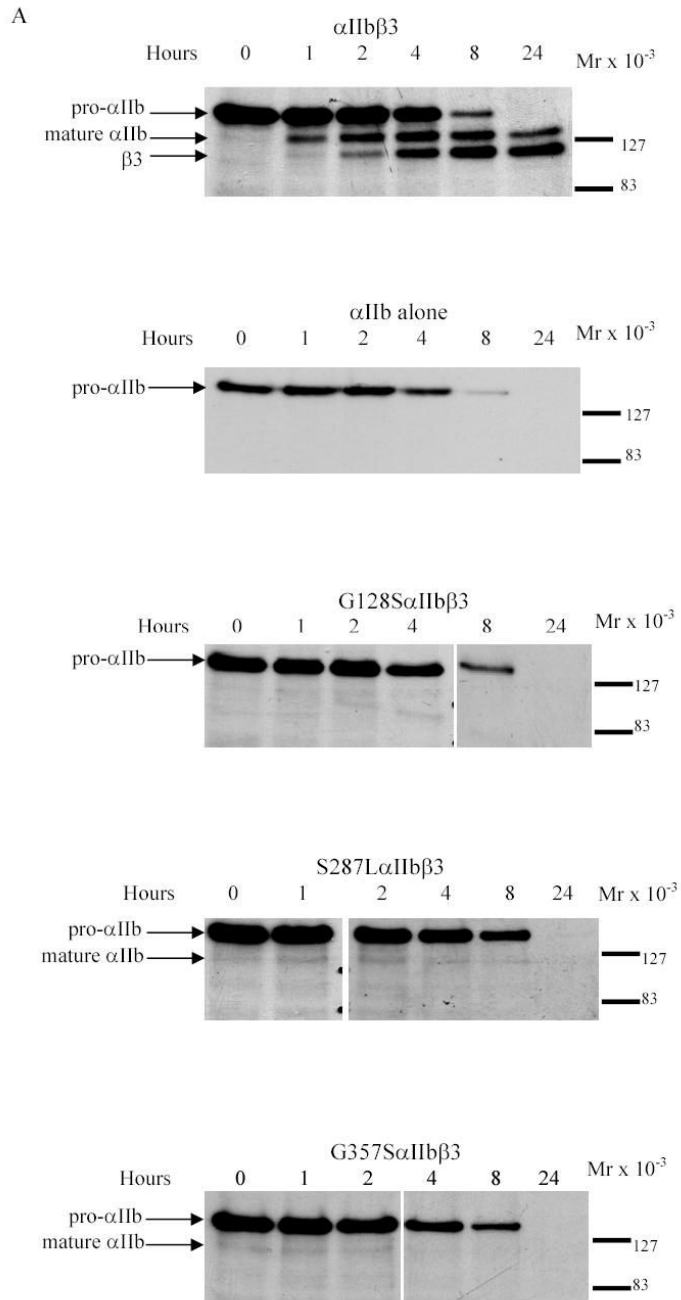 A
αIIbβ3
Hours 0 1 2 4 8 24 Mr x 10⁻³
pro-αIIb
mature αIIb
β3
127
83
αIIb alone
Hours 0 1 2 4 8 24 Mr x 10⁻³
pro-αIIb
127
83
G128SαIIbβ3
Hours 0 1 2 4 8 24 Mr x 10⁻³
pro-αIIb
127
83
S287LαIIbβ3
Hours 0 1 2 4 8 24 Mr x 10⁻³
pro-αIIb
mature αIIb
127
83
G357SαIIbβ3
Hours 0 1 2 4 8 24 Mr x 10⁻³
pro-αIIb
mature αIIb
127
83